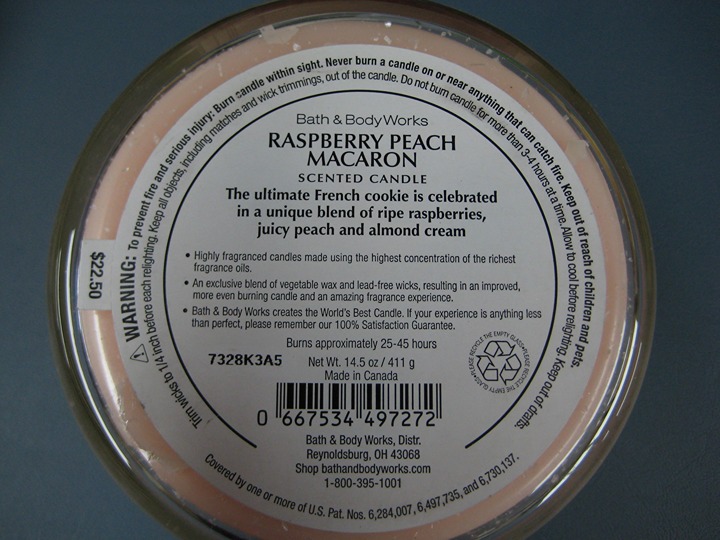 WARNING: To prevent fire and serious injury: Burn candle within sight. Never burn a candle on or near anything that can catch fire. Keep out of reach of children and pets.
Trim wicks to 1/4 inch before each relighting. Keep all objects, including matches and wick trimmings, out of the candle. Do not burn candle for more than 3-4 hours at a time. Allow to cool before relighting. Keep out of drafts.
$22.50
Bath & Body Works
RASPBERRY PEACH
MACARON
SCENTED CANDLE
The ultimate French cookie is celebrated
in a unique blend of ripe raspberries,
juicy peach and almond cream
• Highly fragranced candles made using the highest concentration of the richest
fragrance oils.
• An exclusive blend of vegetable wax and lead-free wicks, resulting in an improved,
more even burning candle and an amazing fragrance experience.
• Bath & Body Works creates the World's Best Candle. If your experience is anything less
than perfect, please remember our 100% Satisfaction Guarantee.
Burns approximately 25-45 hours
7328K3A5
Net Wt. 14.5 oz / 411 g
Made in Canada
PLEASE RECYCLE THE EMPTY GLASS • PLEASE RECYCLE THE EMPTY GLASS •
0 667534 497272
Bath & Body Works, Distr.
Reynoldsburg, OH 43068
Shop bathandbodyworks.com
1-800-395-1001
Covered by one or more of U.S. Pat. Nos. 6,284,007, 6,497,735, and 6,730,137.